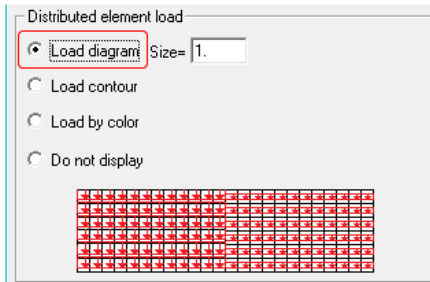 Distributed element load
Load diagram Size= 1.
Load contour
Load by color
Do not display